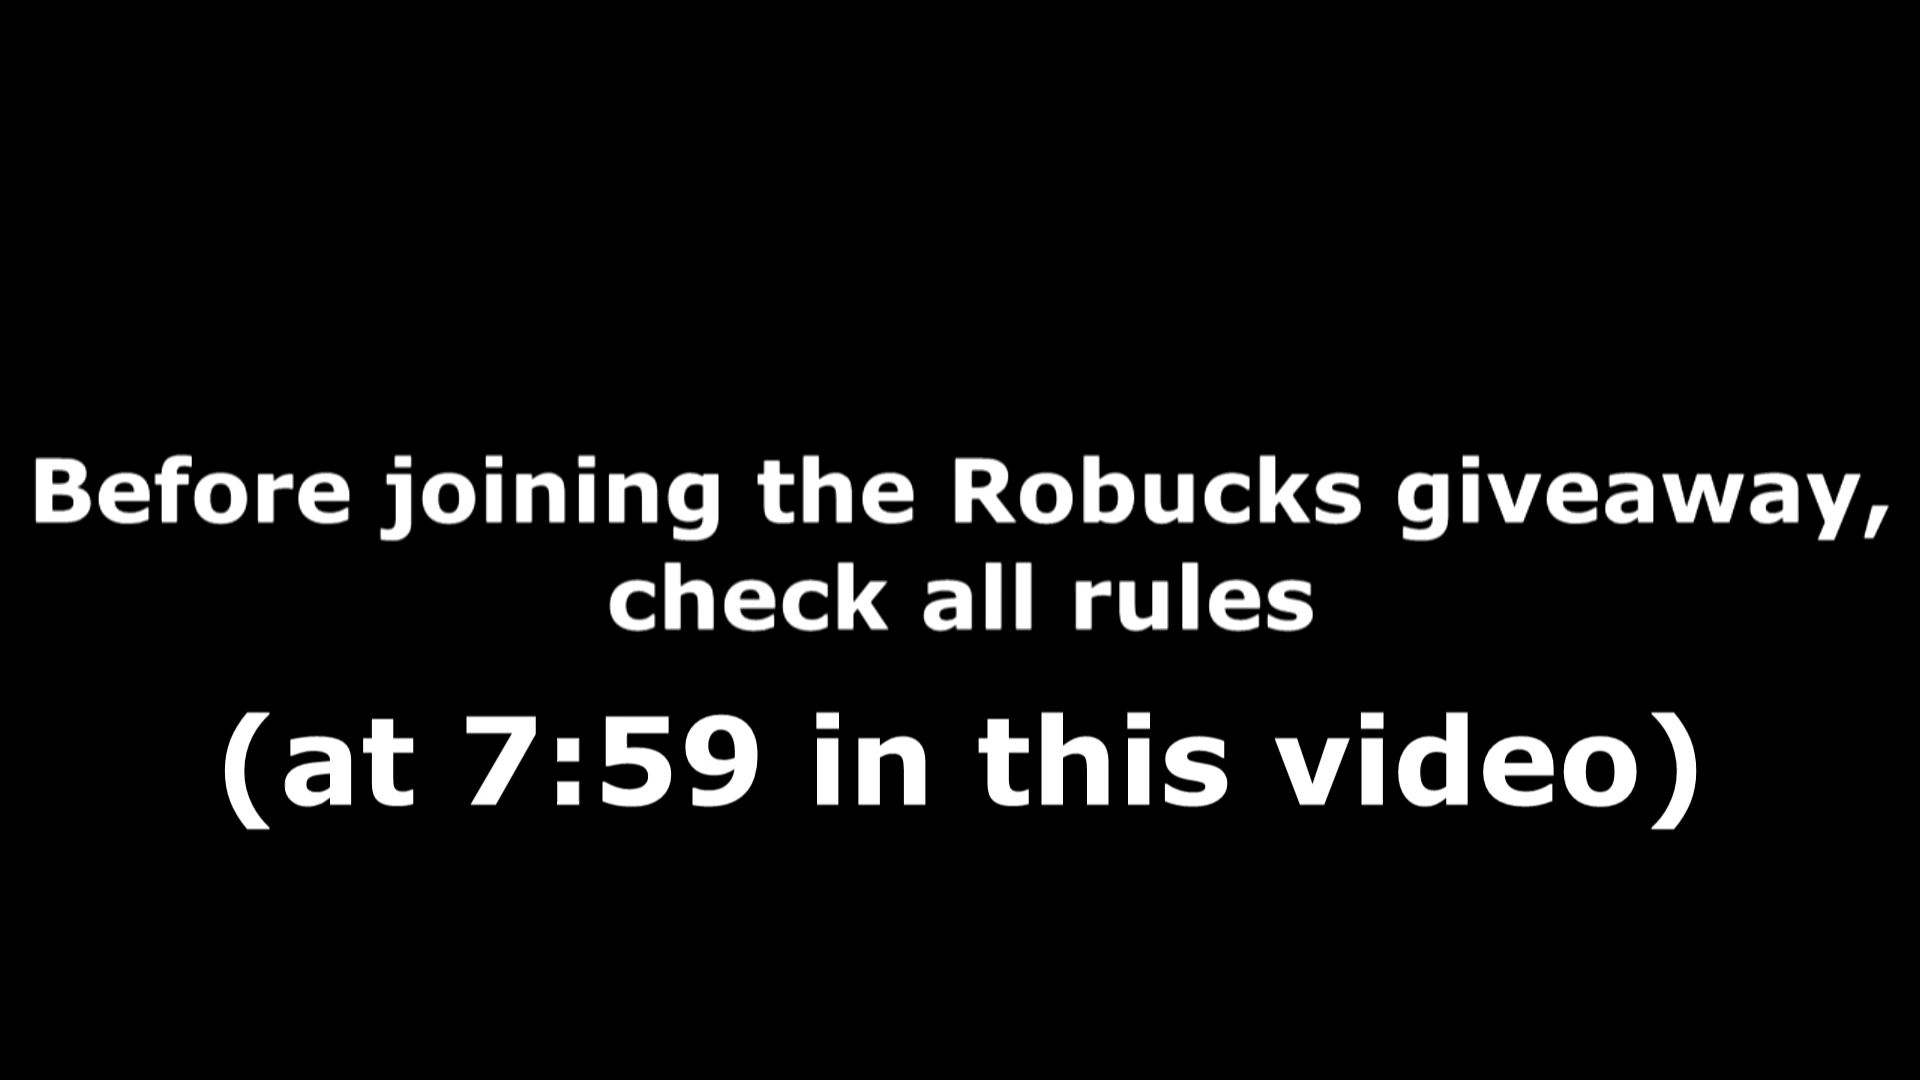 Before joining the Robucks giveaway,
check all rules
(at 7:59 in this video)